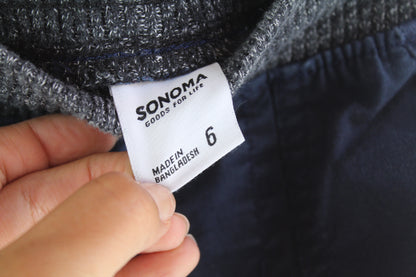 SONOMA
GOODS FOR LIFE
6
MADE IN
BANGLADESH